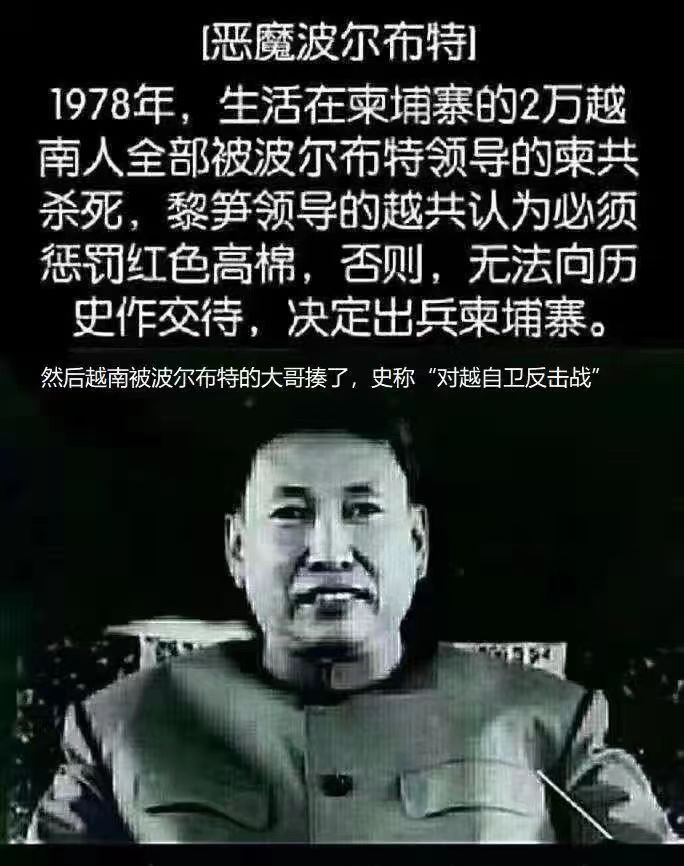 [恶魔波尔布特]
1978年，生活在柬埔寨的2万越
南人全部被波尔布特领导的柬共
杀死，黎笋领导的越共认为必须
惩罚红色高棉，否则，无法向历
史作交待，决定出兵柬埔寨。
然后越南被波尔布特的大哥揍了，史称“对越自卫反击战”